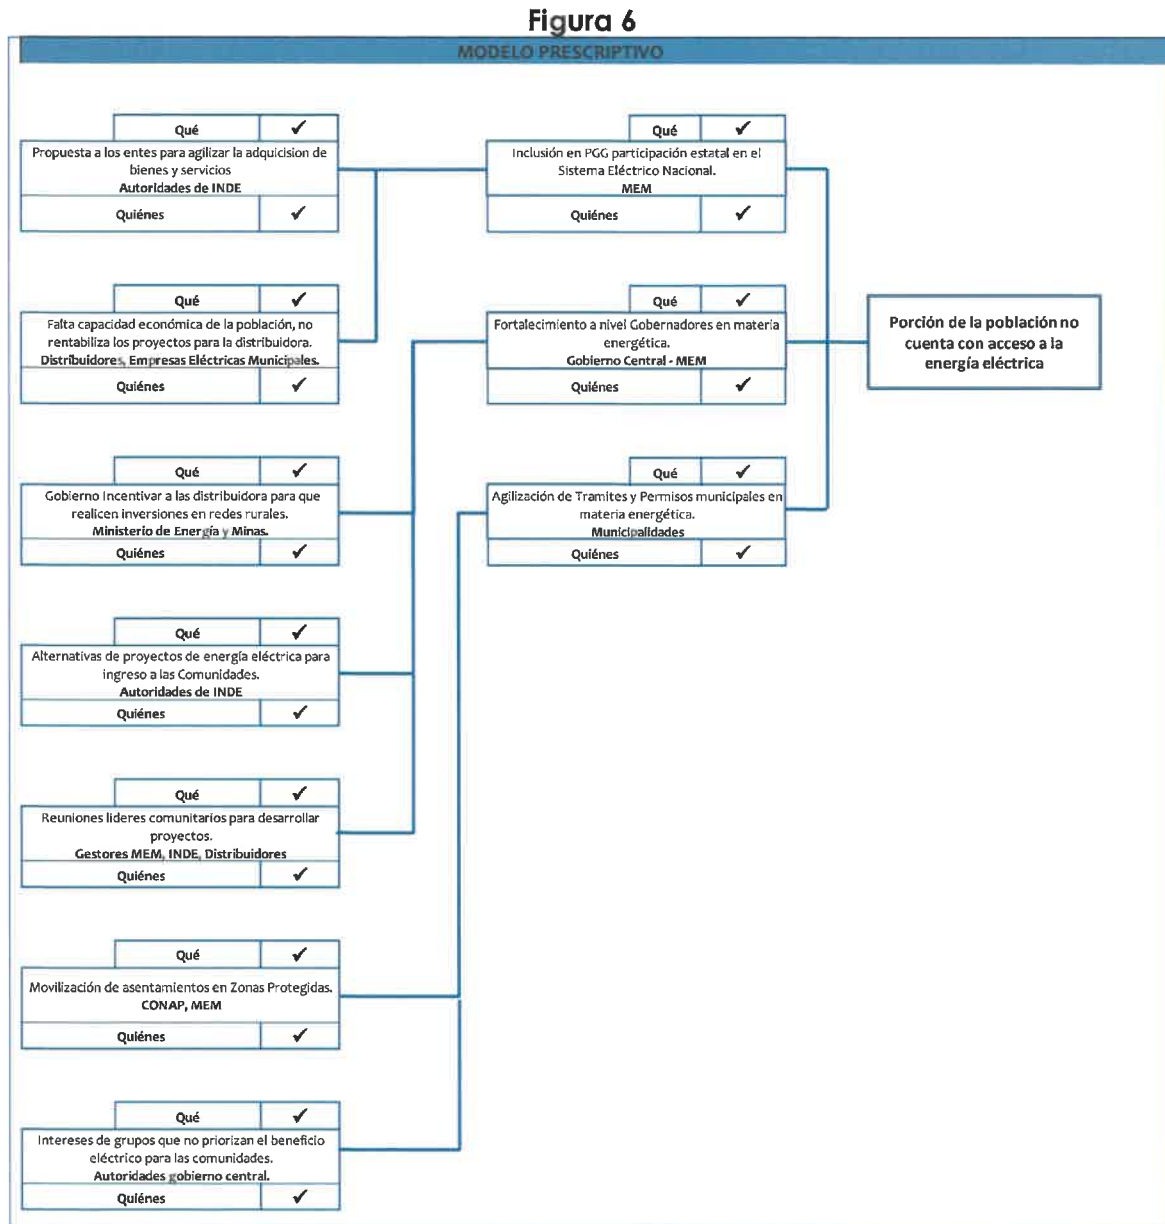 Figura 6
MODELO PRESCRIPTIVO
Qué ✓
Propuesta a los entes para agilizar la adquicision de
bienes y servicios
Autoridades de INDE
Quiénes ✓
Qué ✓
Falta capacidad económica de la población, no
rentabiliza los proyectos para la distribuidora.
Distribuidores, Empresas Eléctricas Municipales.
Quiénes ✓
Qué ✓
Gobierno Incentivar a las distribuidora para que
realicen inversiones en redes rurales.
Ministerio de Energía y Minas.
Quiénes ✓
Qué ✓
Alternativas de proyectos de energía eléctrica para
ingreso a las Comunidades.
Autoridades de INDE
Quiénes ✓
Qué ✓
Reuniones lideres comunitarios para desarrollar
proyectos.
Gestores MEM, INDE, Distribuidores
Quiénes ✓
Qué ✓
Movilización de asentamientos en Zonas Protegidas.
CONAP, MEM
Quiénes ✓
Qué ✓
Intereses de grupos que no priorizan el beneficio
eléctrico para las comunidades.
Autoridades gobierno central.
Quiénes ✓
Qué ✓
Inclusión en PGG participación estatal en el
Sistema Eléctrico Nacional.
MEM
Quiénes ✓
Qué ✓
Fortalecimiento a nivel Gobernadores en materia
energética.
Gobierno Central - MEM
Quiénes ✓
Qué ✓
Agilización de Tramites y Permisos municipales en
materia energética.
Municipalidades
Quiénes ✓
Porción de la población no
cuenta con acceso a la
energía eléctrica